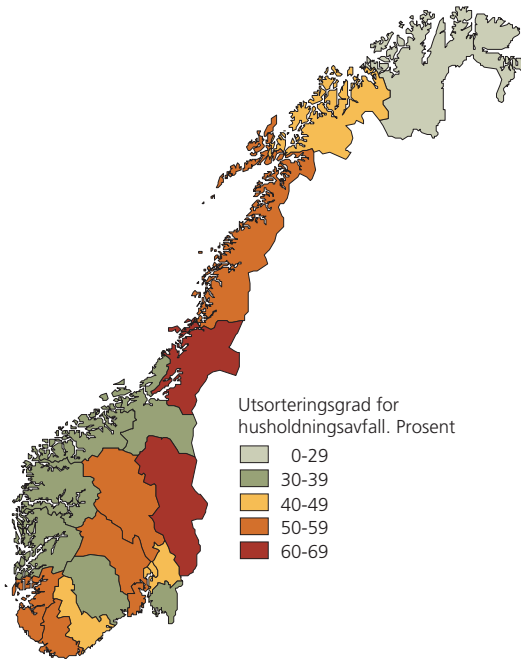 Utsorteringsgrad for
husholdningsavfall. Prosent
0-29
30-39
40-49
50-59
60-69